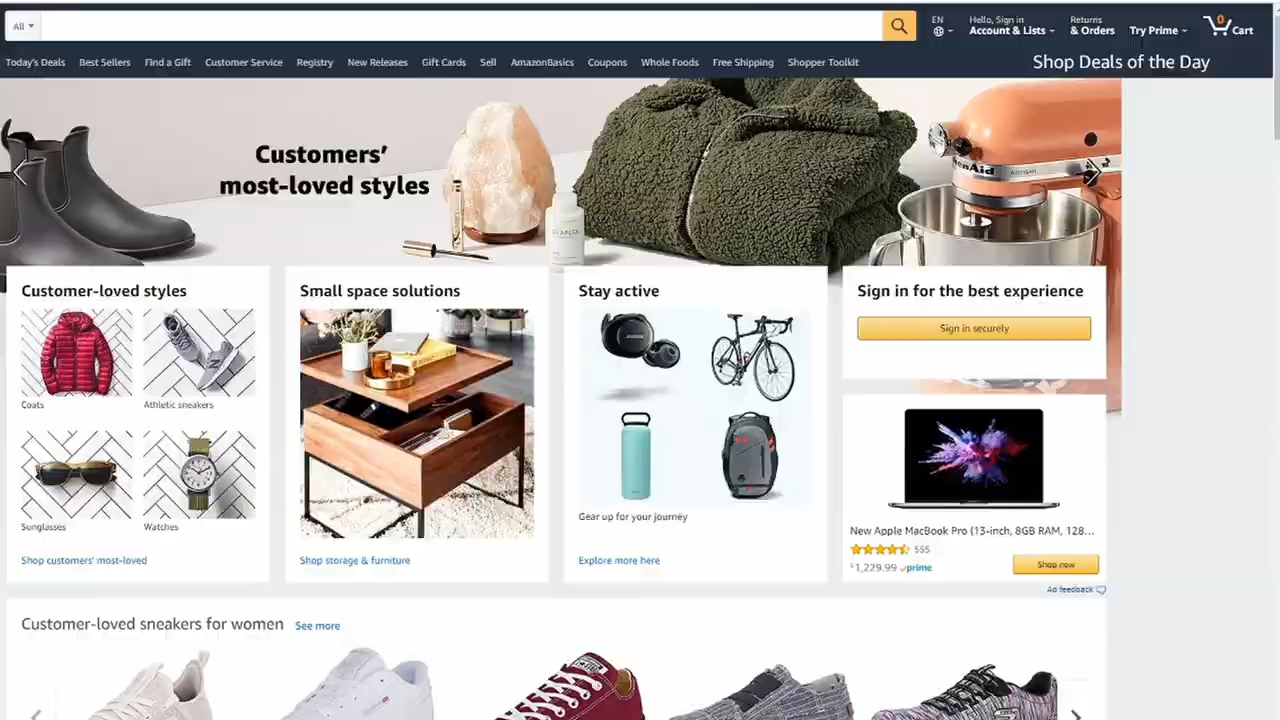 All
EN
Hello, Sign in
Account & Lists
Returns
& Orders
Try Prime
0
Cart
Today's Deals
Best Sellers
Find a Gift
Customer Service
Registry
New Releases
Gift Cards
Sell
AmazonBasics
Coupons
Whole Foods
Free Shipping
Shopper Toolkit
Shop Deals of the Day
Customers'
most-loved styles
ARTISAN
Customer-loved styles
Coats
Athletic sneakers
Sunglasses
Watches
Shop customers' most-loved
Small space solutions
Shop storage & furniture
Stay active
Gear up for your journey
Explore more here
Sign in for the best experience
Sign in securely
New Apple MacBook Pro (13-inch, 8GB RAM, 128...
555
$1,229.99 prime
Shop now
Ad feedback
Customer-loved sneakers for women
See more